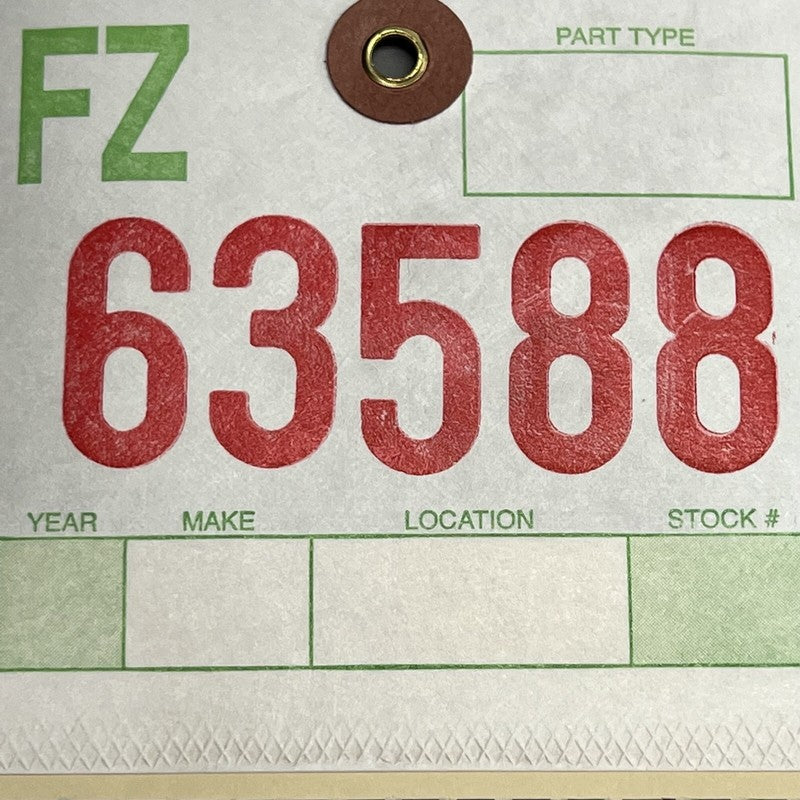 FZ
PART TYPE
63588
YEAR MAKE LOCATION STOCK #